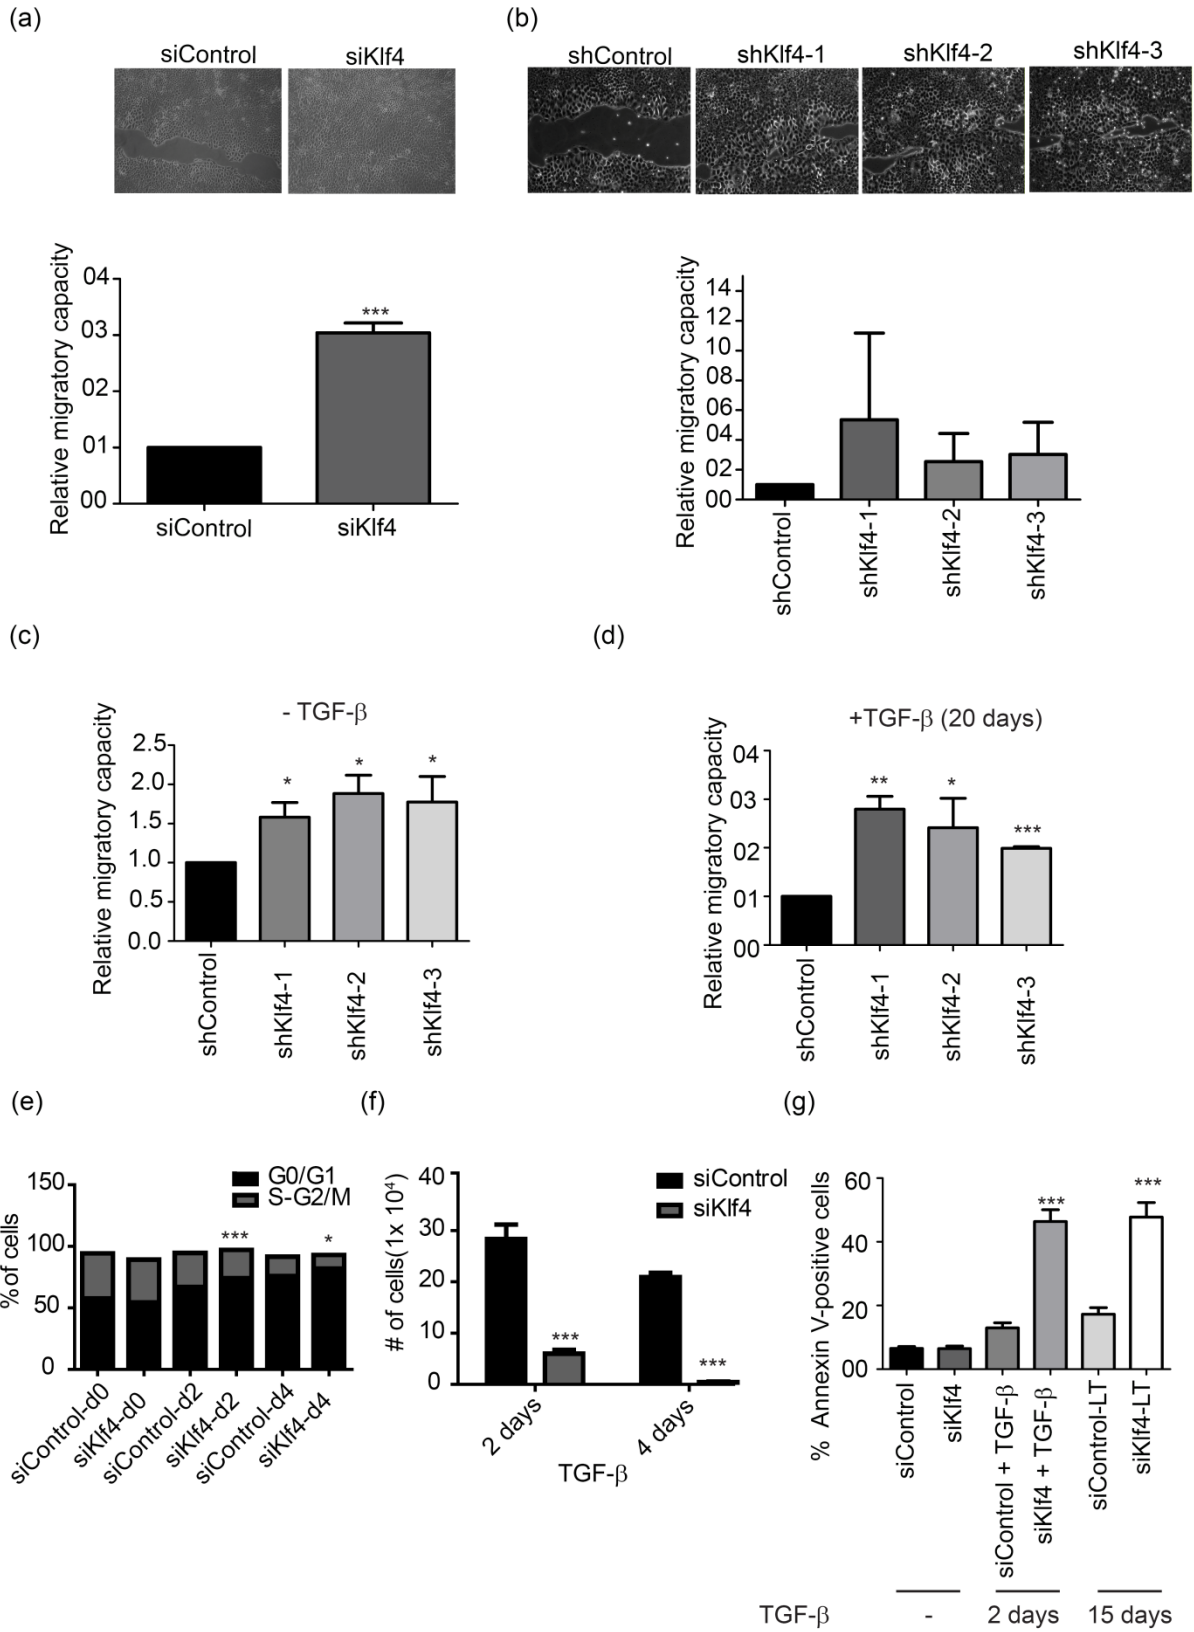 (a)
siControl siKlf4
Relative migratory capacity
04
03
02
01
00
***
siControl siKlf4
(b)
shControl shKlf4-1 shKlf4-2 shKlf4-3
Relative migratory capacity
14
12
10
08
06
04
02
00
shControl
shKlf4-1
shKlf4-2
shKlf4-3
(c)
- TGF-β
Relative migratory capacity
2.5
2.0
1.5
1.0
0.5
0.0
* * *
shControl
shKlf4-1
shKlf4-2
shKlf4-3
(d)
+TGF-β (20 days)
Relative migratory capacity
04
03
02
01
00
** * ***
shControl
shKlf4-1
shKlf4-2
shKlf4-3
(e)
% of cells
150
100
50
0
G0/G1
S-G2/M
*** *
siControl-d0
siKlf4-d0
siControl-d2
siKlf4-d2
siControl-d4
siKlf4-d4
(f)
# of cells(1x 10⁴)
40
30
20
10
0
siControl
siKlf4
*** ***
2 days
4 days
TGF-β
(g)
% Annexin V-positive cells
60
40
20
00
*** ***
siControl
siKlf4
siControl + TGF-β
siKlf4 + TGF-β
siControl-LT
siKlf4-LT
TGF-β - 2 days 15 days